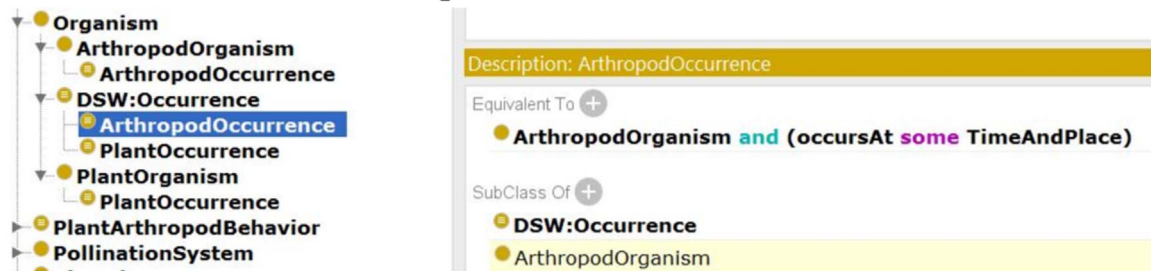 Organism
ArthropodOrganism
ArthropodOccurrence
DSW:Occurrence
ArthropodOccurrence
PlantOccurrence
PlantOrganism
PlantOccurrence
PlantArthropodBehavior
PollinationSystem
Description: ArthropodOccurrence
Equivalent To
ArthropodOrganism and (occursAt some TimeAndPlace)
SubClass Of
DSW:Occurrence
ArthropodOrganism